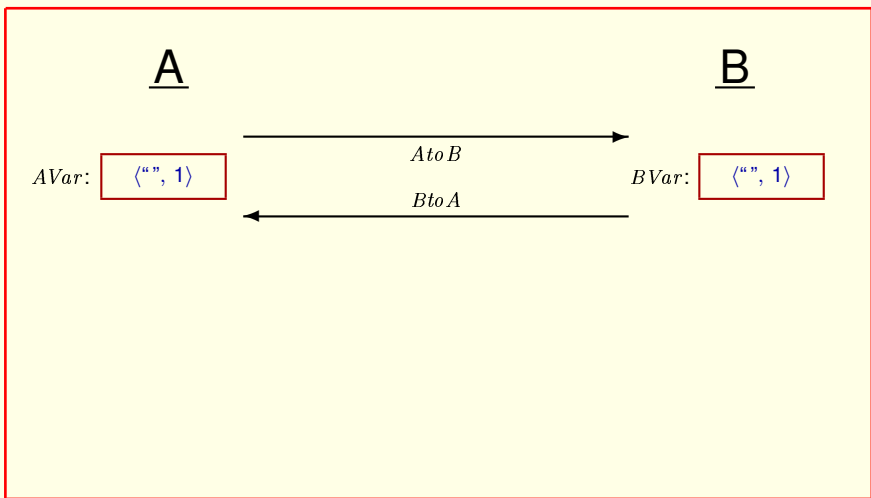 A B
AtoB
AVar: ⟨“ ”, 1⟩ BVar: ⟨“ ”, 1⟩
BtoA